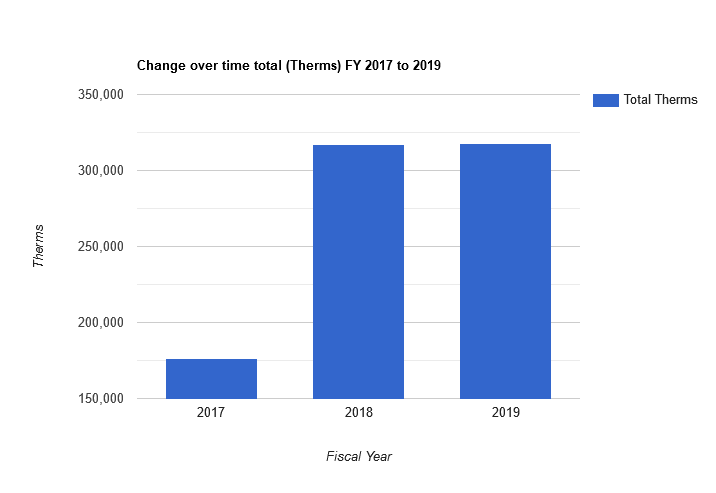 Change over time total (Therms) FY 2017 to 2019
Total Therms
350,000
300,000
250,000
200,000
150,000
Therms
2017 2018 2019
Fiscal Year